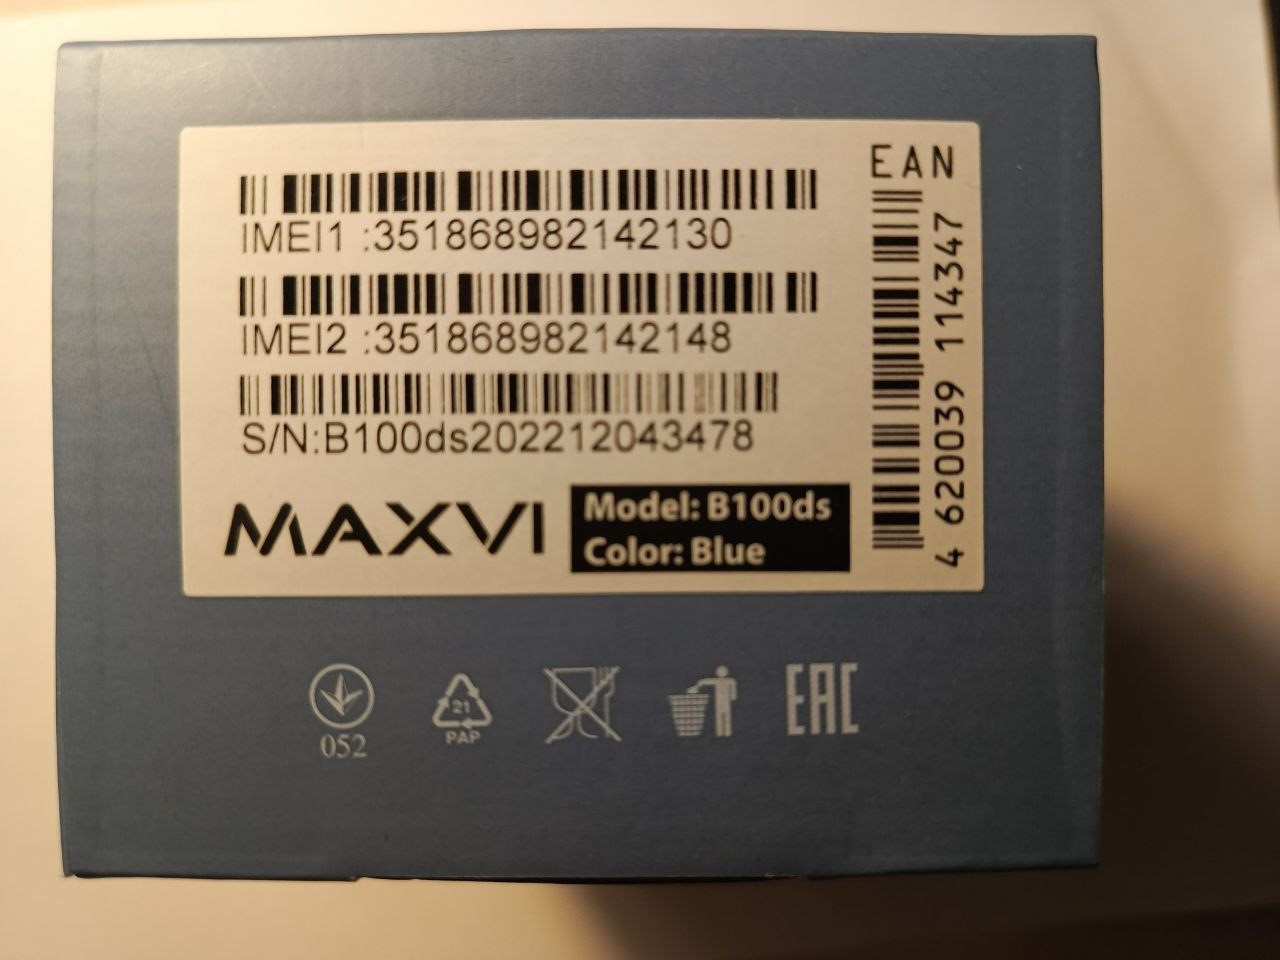 IMEI1 :351868982142130
IMEI2 :351868982142148
S/N:B100ds202212043478
MAXVI
Model: B100ds
Color: Blue
EAN
4 620039 114347
052
21
PAP
EAC